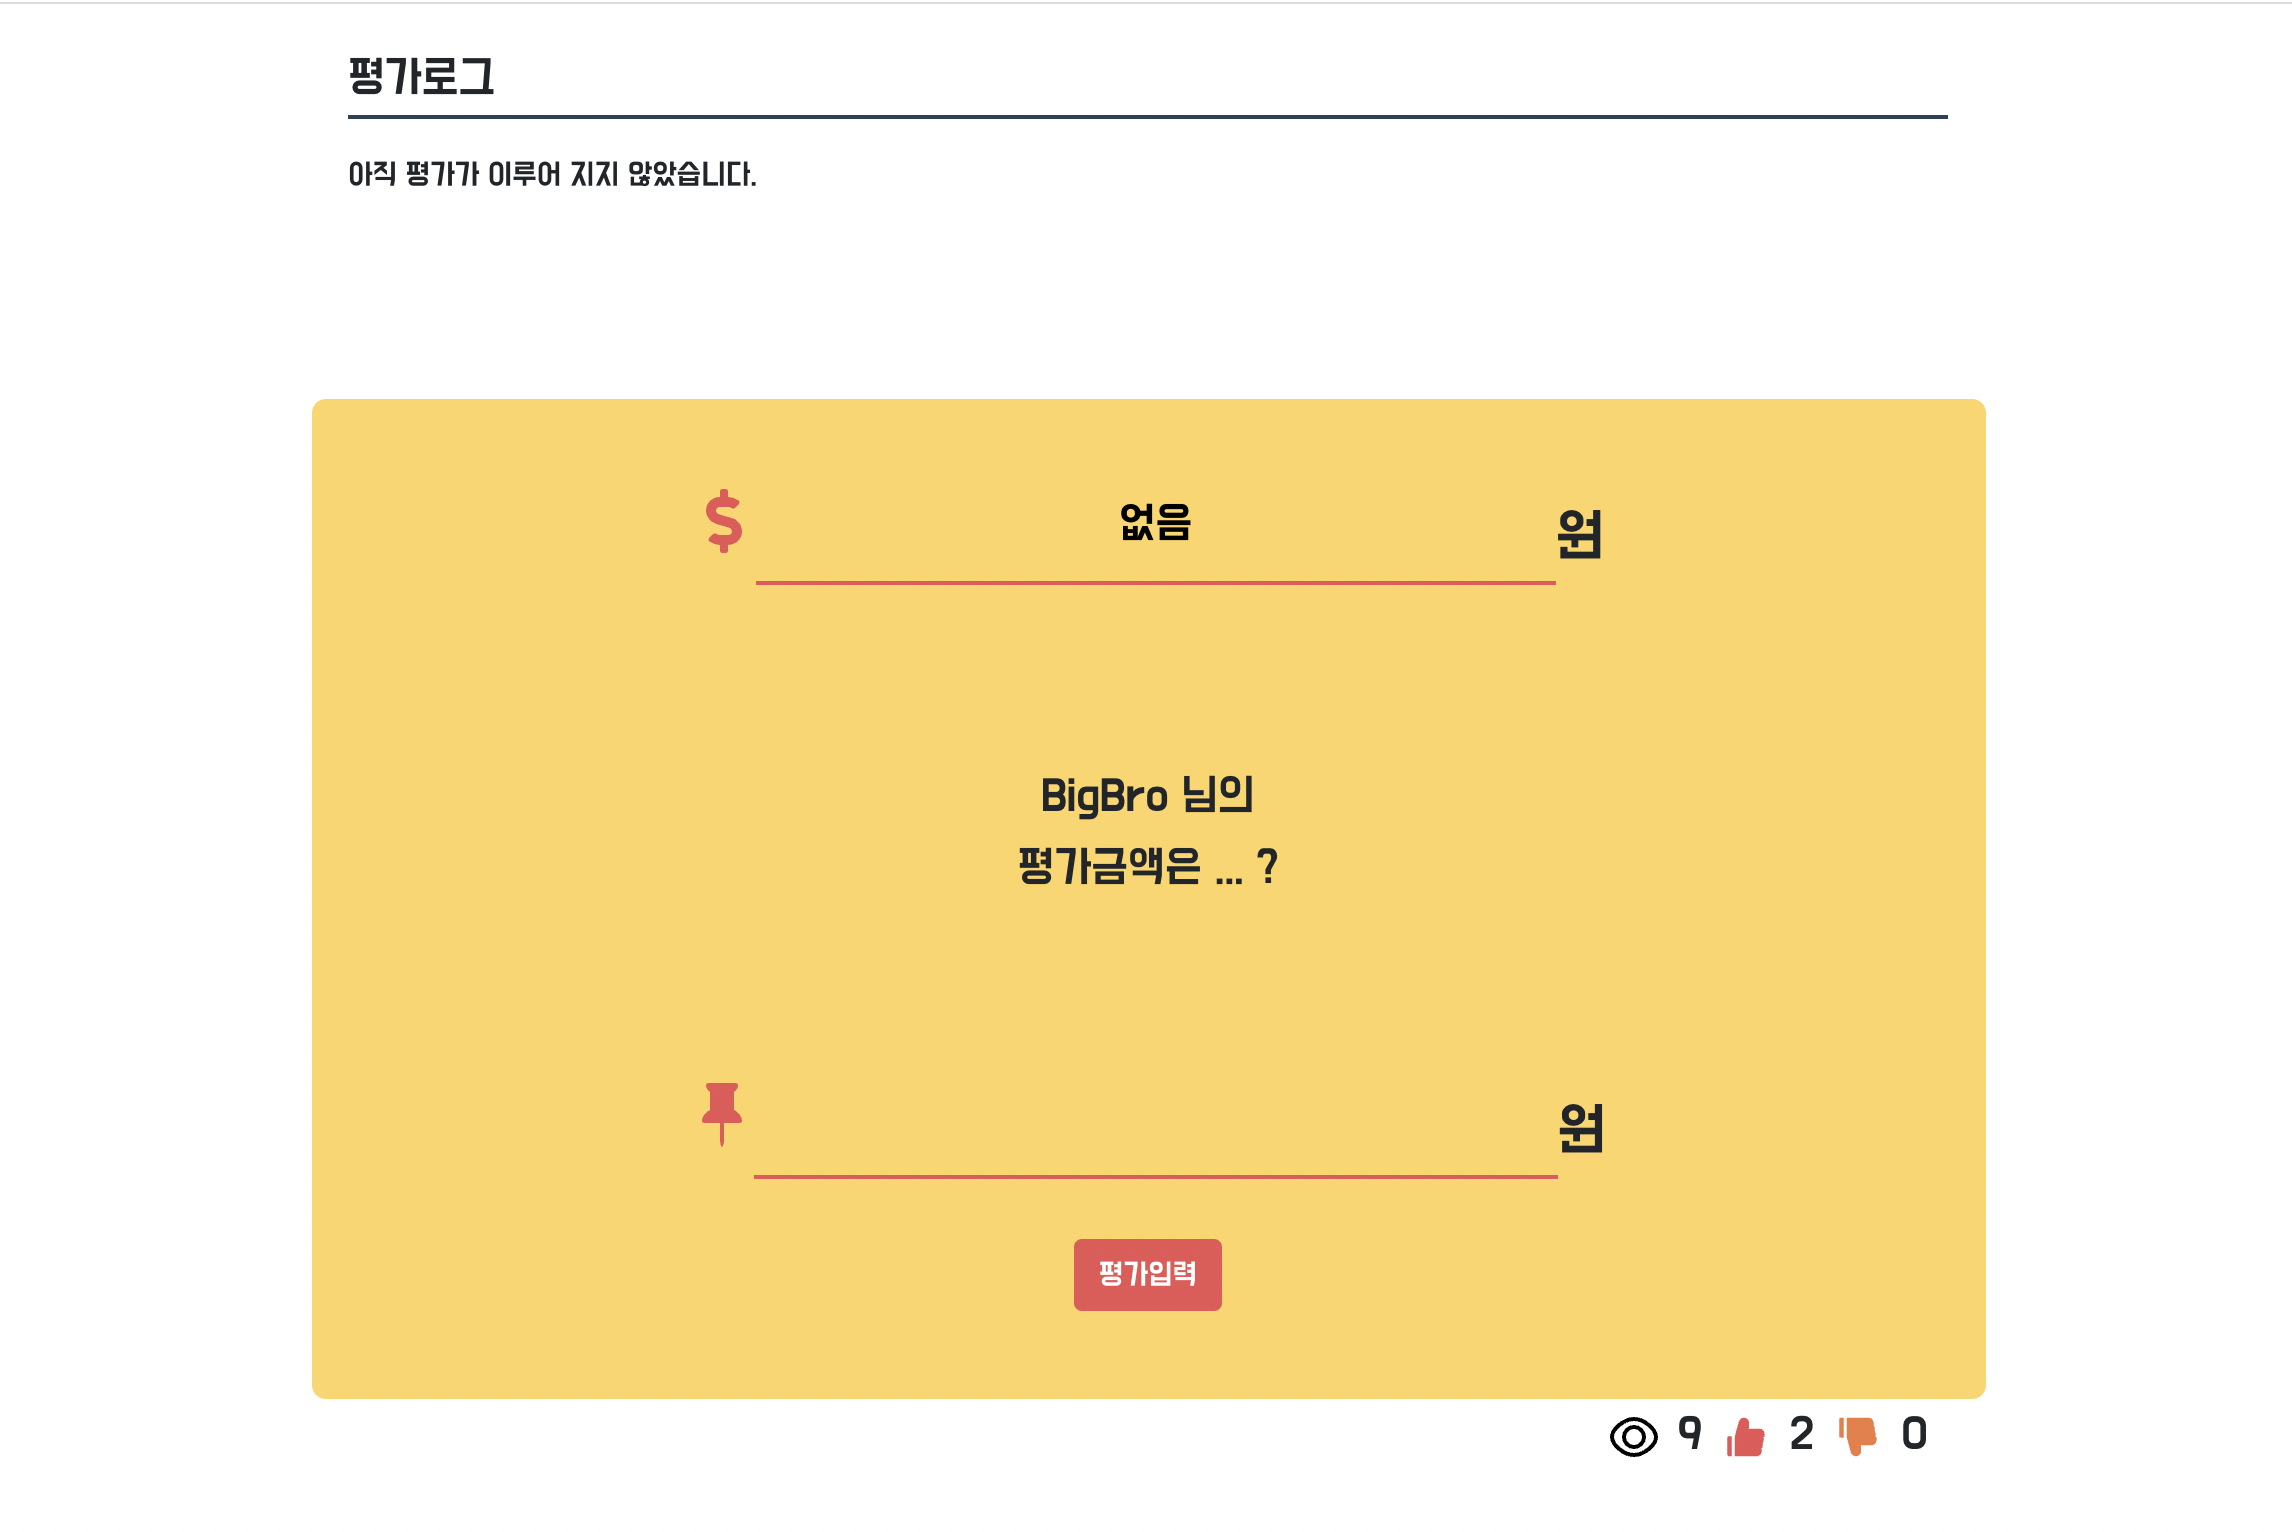 평가로그
아직 평가가 이루어 지지 않았습니다.
없음 원
BigBro 님의
평가금액은 ... ?
원
평가입력
9 2 0